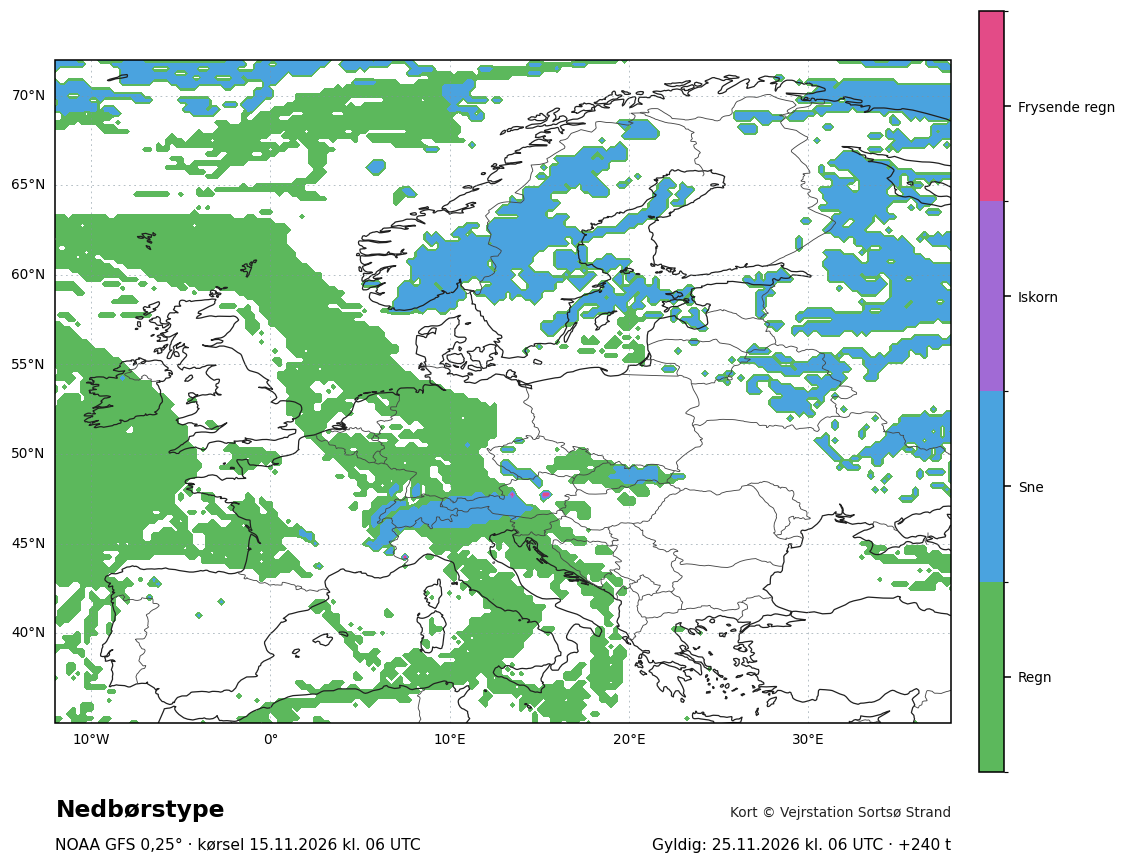 Frysende regn
Iskorn
Sne
Regn
70°N
65°N
60°N
55°N
50°N
45°N
40°N
10°W
0°
10°E
20°E
30°E
Nedbørstype
Kort © Vejrstation Sortsø Strand
NOAA GFS 0,25° · kørsel 15.11.2026 kl. 06 UTC
Gyldig: 25.11.2026 kl. 06 UTC · +240 t